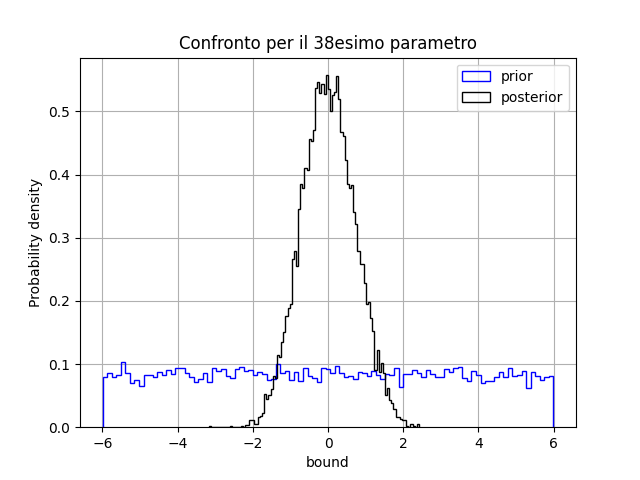 Confronto per il 38esimo parametro
prior
posterior
Probability density
0.5
0.4
0.3
0.2
0.1
0.0
−6
−4
−2
0
2
4
6
bound